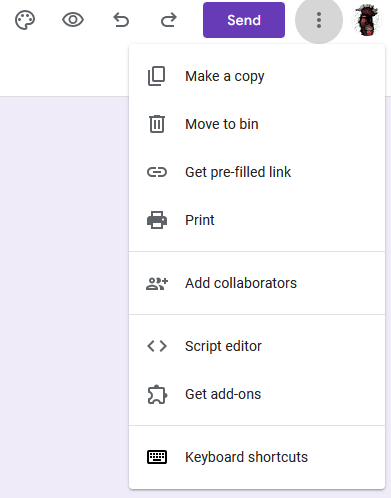 Send
Make a copy
Move to bin
Get pre-filled link
Print
Add collaborators
Script editor
Get add-ons
Keyboard shortcuts